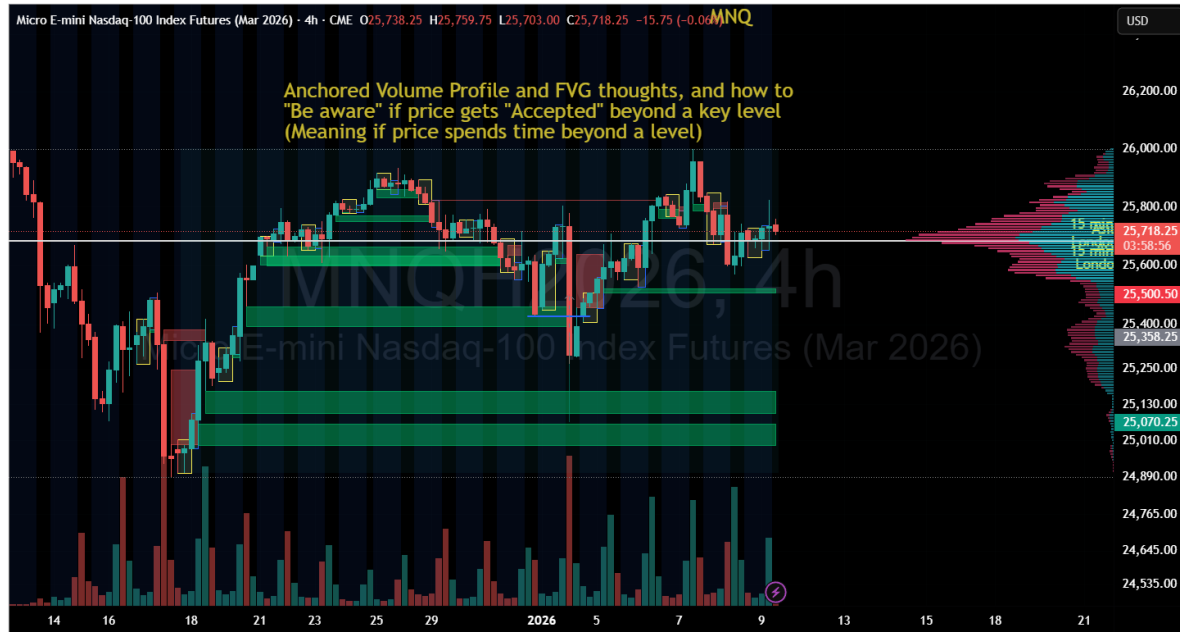 Micro E-mini Nasdaq-100 Index Futures (Mar 2026) · 4h · CME O25,738.25 H25,759.75 L25,703.00 C25,718.25 −15.75
MNQ
USD
Anchored Volume Profile and FVG thoughts, and how to
"Be aware" if price gets "Accepted" beyond a key level
(Meaning if price spends time beyond a level)
26,200.00
26,000.00
25,800.00
15 min
25,718.25
03:58:56
15 min
Londo
25,600.00
25,500.50
25,400.00
25,358.25
25,250.00
25,130.00
25,070.25
25,010.00
24,890.00
24,765.00
24,645.00
24,535.00
2026, 4h
E-mini Nasdaq-100 Index Futures (Mar 2026)
14 16 18 21 23 25 29 2026 5 7 9 13 15 18 21